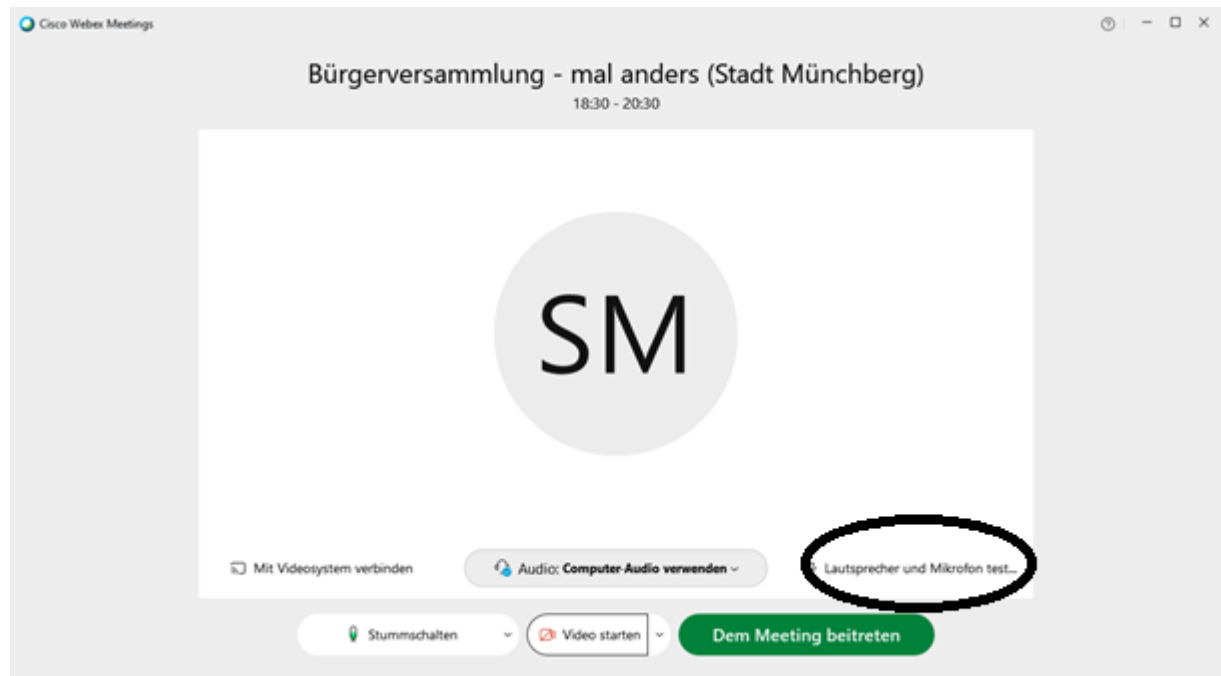 Cisco Webex Meetings
Bürgerversammlung - mal anders (Stadt Münchberg)
18:30 - 20:30
SM
Mit Videosystem verbinden
Audio: Computer-Audio verwenden
Lautsprecher und Mikrofon test...
Stummschalten
Video starten
Dem Meeting beitreten